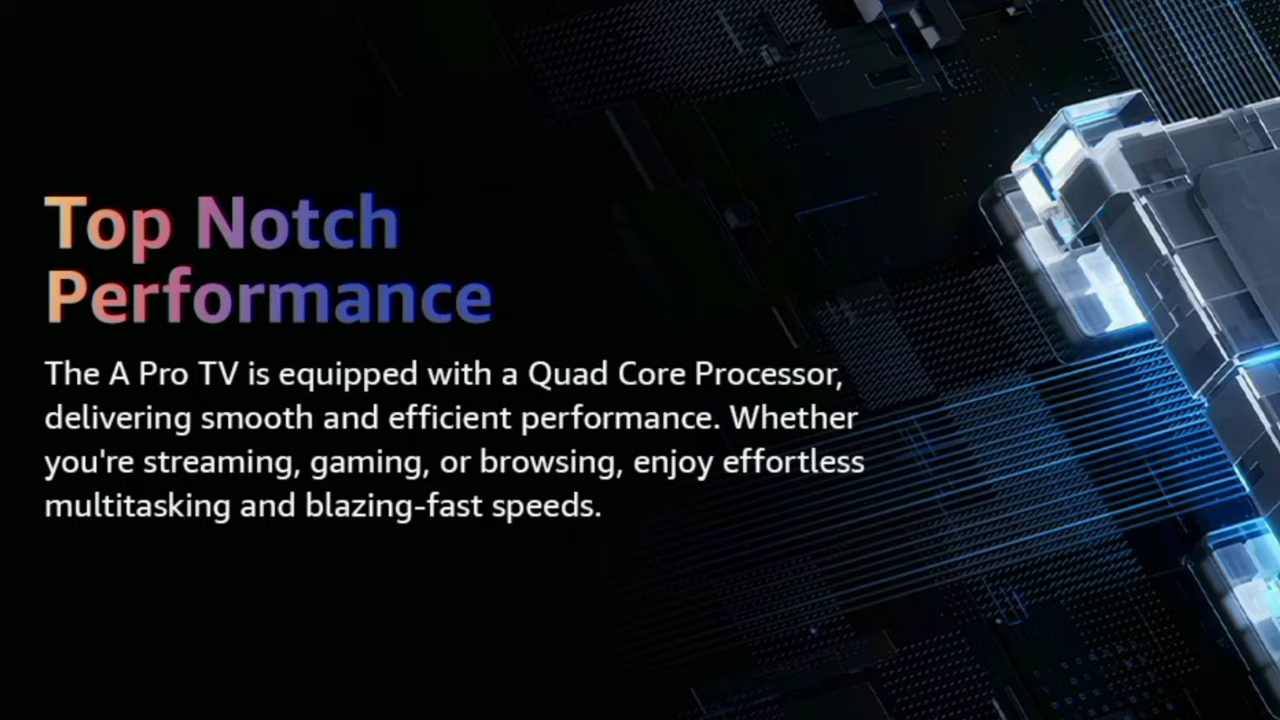 Top Notch
Performance
The A Pro TV is equipped with a Quad Core Processor,
delivering smooth and efficient performance. Whether
you're streaming, gaming, or browsing, enjoy effortless
multitasking and blazing-fast speeds.